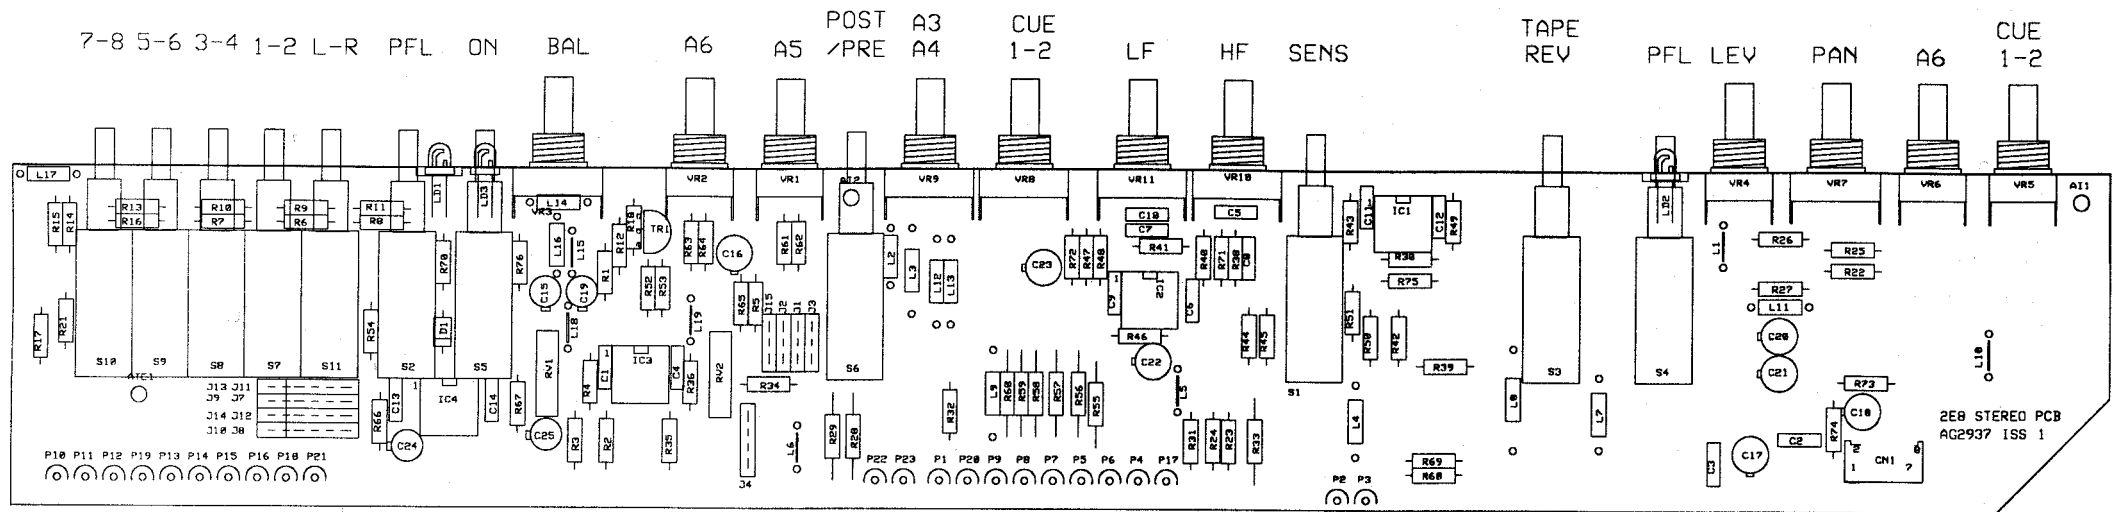 7-8 5-6 3-4 1-2 L-R PFL ON BAL A6 A5 POST /PRE A3 A4 CUE 1-2 LF HF SENS TAPE REV PFL LEV PAN A6 CUE 1-2
L17 LD1 LD3 VR2 VR1 AI2 VR9 VR8 VR11 VR10 LD2 VR4 VR7 VR6 VR5 AI1
R15 R14 R13 R16 R10 R7 R9 R6 R11 R8 VR3 L14 R18 TR1 C10 C7 C5 R43 C11 IC1 C12 R49
R70 R76 L16 L15 R1 R12 R63 R64 C16 R61 R62 L2 L3 L12 L13 C23 R72 R47 R48 R41 R40 R71 R38 C8 R30 R75 L1 R26 R25 R22
C15 C19 R52 R53 R65 R5 J15 J2 J1 J3 C9 IC2 C6 R27 L11
R17 R21 R54 D1 L18 L19 R46 R44 R45 R51 R50 R42 C20
S10 S9 S8 S7 S11 S2 S5 RV1 R4 C1 IC3 C4 R36 RV2 R34 S6 C22 S1 R39 S3 S4 C21 L10
ATC1 J13 J11 J9 J7 J14 J12 J10 J8 1 IC4 R66 C13 C14 R67 L9 R60 R59 R58 R57 R56 R55 L5 L4 L8 L7 R73 C18
C24 C25 R3 R2 R35 J4 L6 R29 R28 R32 R31 R24 R23 R33 C2 R74
2E8 STEREO PCB
AG2937 ISS 1
P10 P11 P12 P19 P13 P14 P15 P16 P18 P21 P22 P23 P1 P20 P9 P8 P7 P5 P6 P4 P17 P2 P3 R69 R68 C3 C17 1 CN1 7